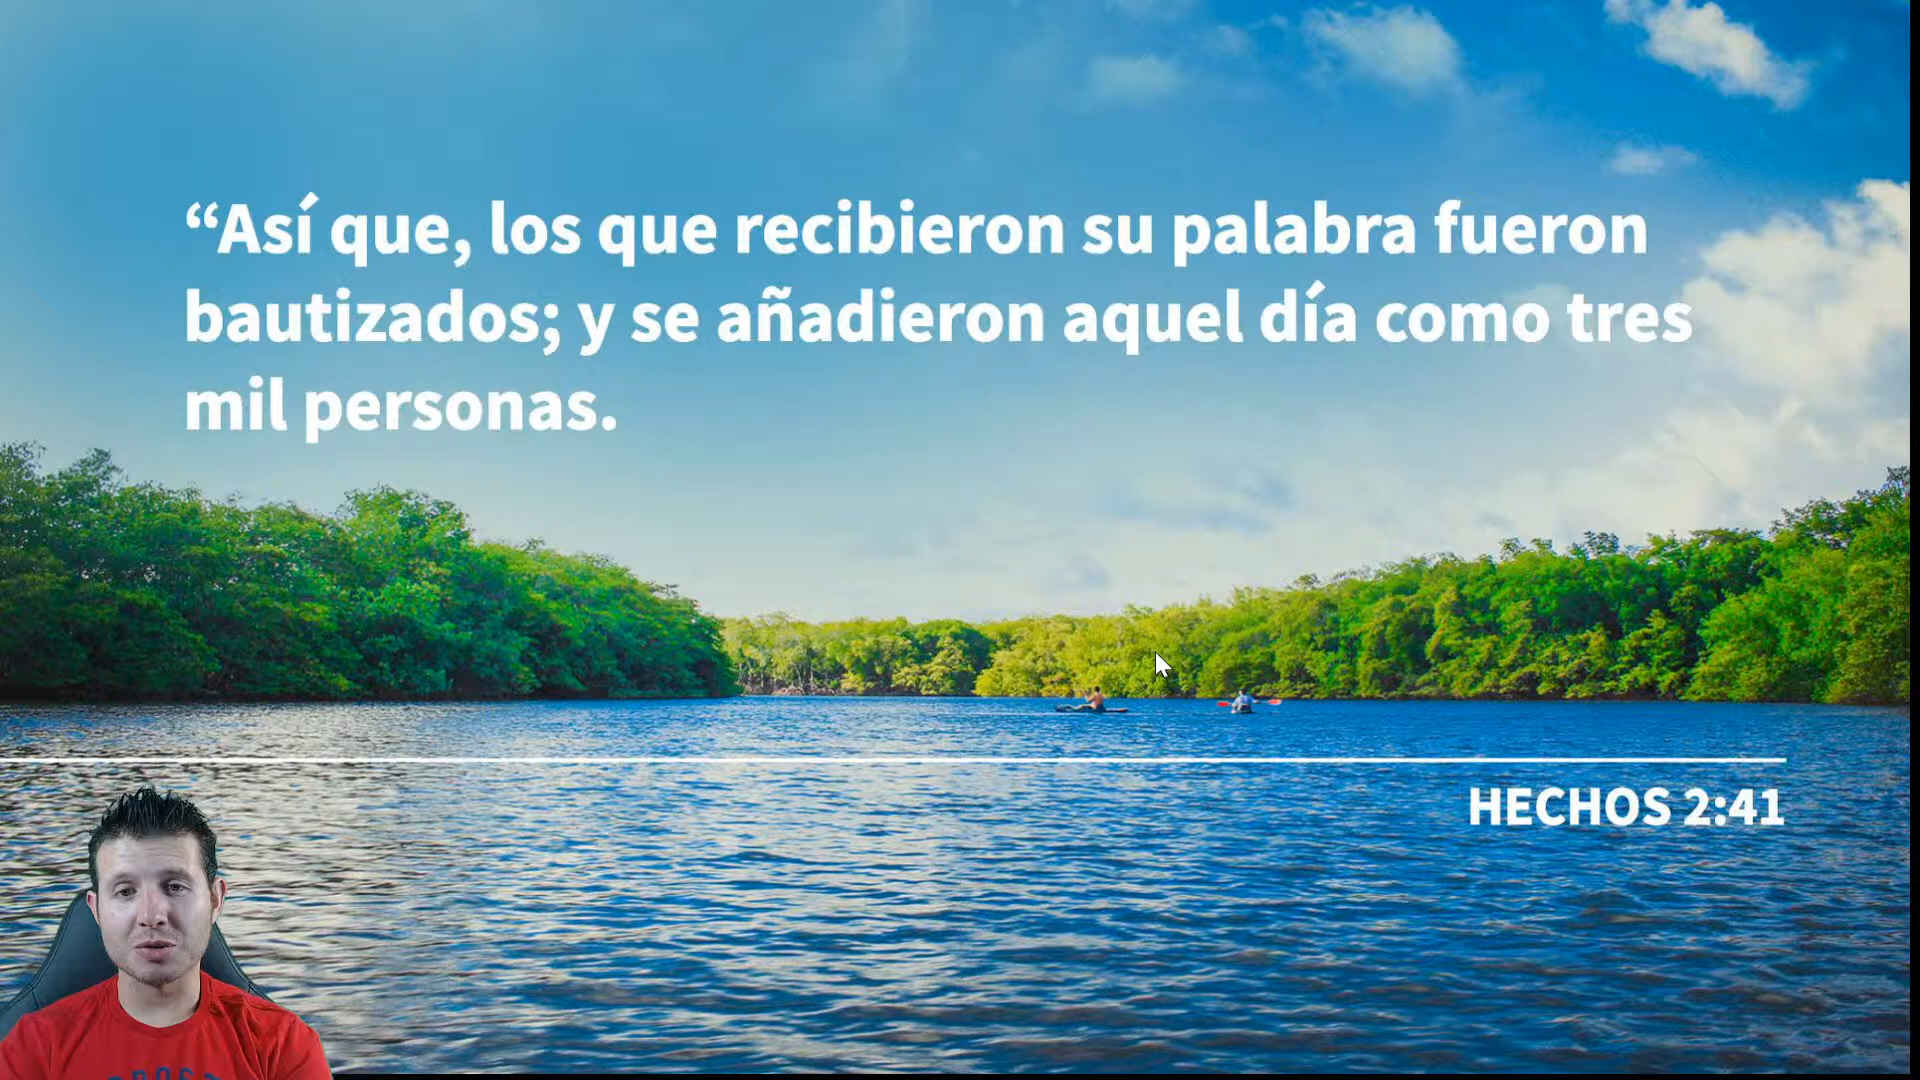 “Así que, los que recibieron su palabra fueron
bautizados; y se añadieron aquel día como tres
mil personas.
HECHOS 2:41